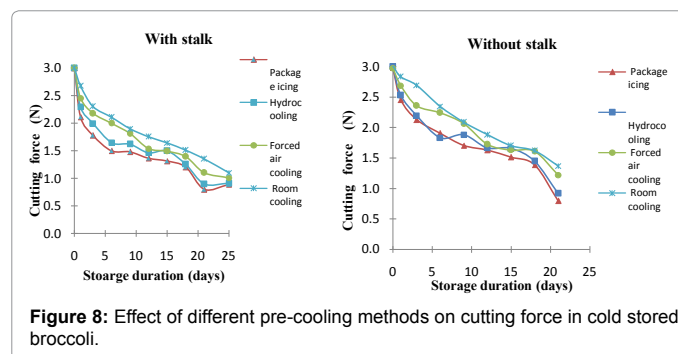 With stalk
3.0
2.5
2.0
1.5
1.0
0.5
0.0
Cutting force (N)
0 5 10 15 20 25
Stoarge duration (days)
Packag
e icing
Hydroc
ooling
Forced
air
cooling
Room
cooling
Without stalk
3.0
2.5
2.0
1.5
1.0
0.5
0.0
Cutting force (N)
0 5 10 15 20 25
Storage duration (days)
Package
icing
Hydroco
oling
Forced
air
cooling
Room
cooling
Figure 8: Effect of different pre-cooling methods on cutting force in cold stored
broccoli.